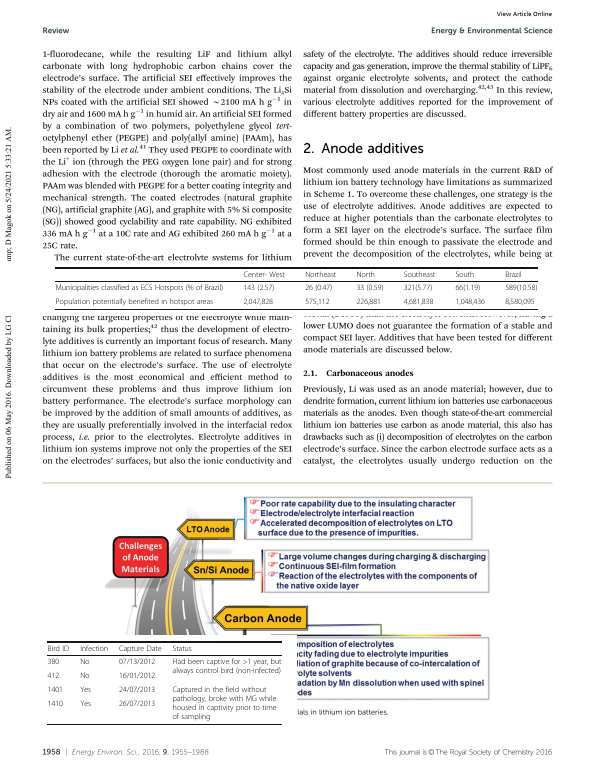 View Article Online
Review
Energy & Environmental Science
1-fluorodecane, while the resulting LiF and lithium alkyl
carbonate with long hydrophobic carbon chains cover the
electrode's surface. The artificial SEI effectively improves the
stability of the electrode under ambient conditions. The LiₓSi
NPs coated with the artificial SEI showed ~2100 mA h g⁻¹ in
dry air and 1600 mA h g⁻¹ in humid air. An artificial SEI formed
by a combination of two polymers, polyethylene glycol tert-
octylphenyl ether (PEGPE) and poly(allyl amine) (PAAm), has
been reported by Li et al.⁴¹ They used PEGPE to coordinate with
the Li⁺ ion (through the PEG oxygen lone pair) and for strong
adhesion with the electrode (thorough the aromatic moiety).
PAAm was blended with PEGPE for a better coating integrity and
mechanical strength. The coated electrodes (natural graphite
(NG), artificial graphite (AG), and graphite with 5% Si composite
(SG)) showed good cyclability and rate capability. NG exhibited
336 mA h g⁻¹ at a 10C rate and AG exhibited 260 mA h g⁻¹ at a
25C rate.
The current state-of-the-art electrolyte systems for lithium
safety of the electrolyte. The additives should reduce irreversible
capacity and gas generation, improve the thermal stability of LiPF₆
against organic electrolyte solvents, and protect the cathode
material from dissolution and overcharging.⁴²,⁴³ In this review,
various electrolyte additives reported for the improvement of
different battery properties are discussed.
2. Anode additives
Most commonly used anode materials in the current R&D of
lithium ion battery technology have limitations as summarized
in Scheme 1. To overcome these challenges, one strategy is the
use of electrolyte additives. Anode additives are expected to
reduce at higher potentials than the carbonate electrolytes to
form a SEI layer on the electrode's surface. The surface film
formed should be thin enough to passivate the electrode and
prevent the decomposition of the electrolytes, while being at
Center- West Northeast North Southeast South Brazil
Municipalities classified as ECS Hotspots (% of Brazil) 143 (2.57) 26 (0.47) 33 (0.59) 321(5.77) 66(1.19) 589(10.58)
Population potentially benefited in hotspot areas 2,047,828 575,112 226,881 4,681,838 1,048,436 8,580,095
changing the targeted properties of the electrolyte while main-
taining its bulk properties;⁴² thus the development of electro-
lyte additives is currently an important focus of research. Many
lithium ion battery problems are related to surface phenomena
that occur on the electrode's surface. The use of electrolyte
additives is the most economical and efficient method to
circumvent these problems and thus improve lithium ion
battery performance. The electrode's surface morphology can
be improved by the addition of small amounts of additives, as
they are usually preferentially involved in the interfacial redox
process, i.e. prior to the electrolytes. Electrolyte additives in
lithium ion systems improve not only the properties of the SEI
on the electrodes' surfaces, but also the ionic conductivity and
lower LUMO does not guarantee the formation of a stable and
compact SEI layer. Additives that have been tested for different
anode materials are discussed below.
2.1. Carbonaceous anodes
Previously, Li was used as an anode material; however, due to
dendrite formation, current lithium ion batteries use carbonaceous
materials as the anodes. Even though state-of-the-art commercial
lithium ion batteries use carbon as anode material, this also has
drawbacks such as (i) decomposition of electrolytes on the carbon
electrode's surface. Since the carbon electrode surface acts as a
catalyst, the electrolytes usually undergo reduction on the
Challenges
of Anode
Materials
LTO Anode
Poor rate capability due to the insulating character
Electrode/electrolyte interfacial reaction
Accelerated decomposition of electrolytes on LTO
surface due to the presence of impurities.
Sn/Si Anode
Large volume changes during charging & discharging
Continuous SEI-film formation
Reaction of the electrolytes with the components of
the native oxide layer
Carbon Anode
omposition of electrolytes
city fading due to electrolyte impurities
liation of graphite because of co-intercalation of
rolyte solvents
adation by Mn dissolution when used with spinel
des
Bird ID Infection Capture Date Status
380 No 07/13/2012 Had been captive for >1 year, but
always control bird (non-infected)
412 No 16/01/2012
1401 Yes 24/07/2013 Captured in the field without
pathology, broke with MG while
1410 Yes 26/07/2013 housed in captivity prior to time
of sampling
ials in lithium ion batteries.
1958 | Energy Environ. Sci., 2016, 9, 1955–1988
This journal is © The Royal Society of Chemistry 2016
Published on 06 May 2016. Downloaded by LG Cl
D Magak on 5/24/2021 5:33:21 AM.